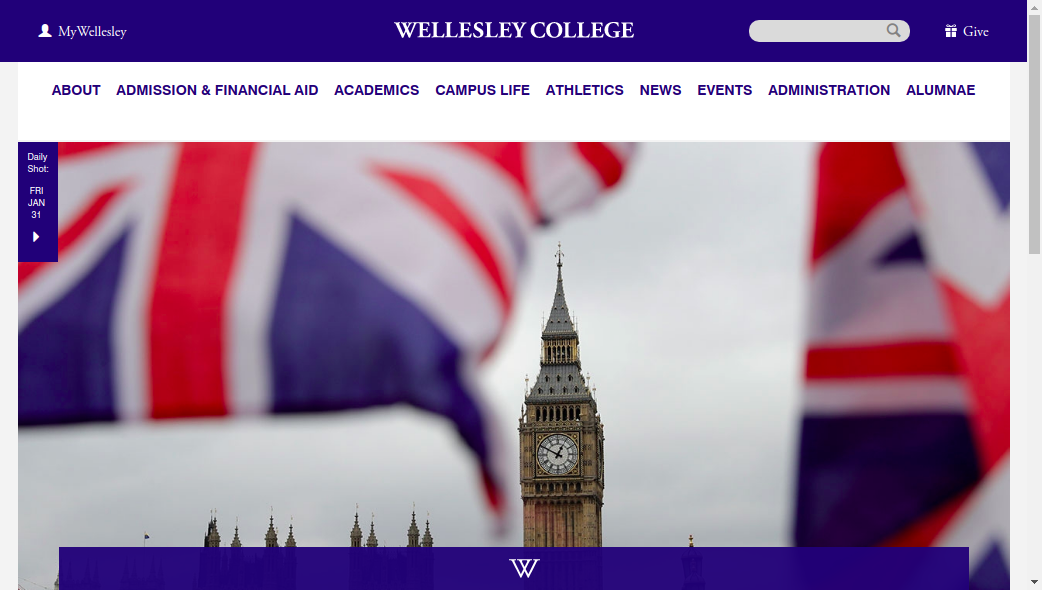 MyWellesley
WELLESLEY COLLEGE
Give
ABOUT ADMISSION & FINANCIAL AID ACADEMICS CAMPUS LIFE ATHLETICS NEWS EVENTS ADMINISTRATION ALUMNAE
Daily
Shot:
FRI
JAN
31
W